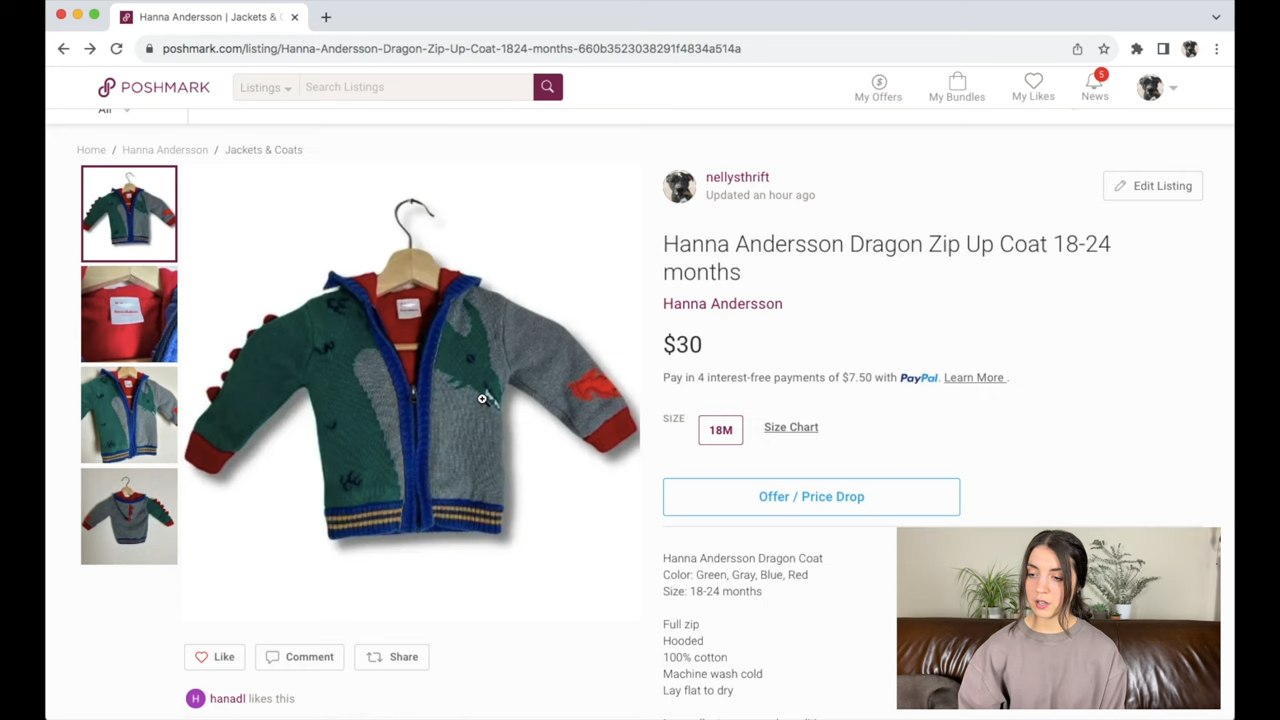 Hanna Andersson | Jackets & C
poshmark.com/listing/Hanna-Andersson-Dragon-Zip-Up-Coat-1824-months-660b3523038291f4834a514a
POSHMARK
Listings
Search Listings
My Offers
My Bundles
My Likes
5
News
All
Home / Hanna Andersson / Jackets & Coats
nellysthrift
Updated an hour ago
Edit Listing
Hanna Andersson Dragon Zip Up Coat 18-24
months
Hanna Andersson
$30
Pay in 4 interest-free payments of $7.50 with PayPal. Learn More .
SIZE
18M
Size Chart
Offer / Price Drop
Hanna Andersson Dragon Coat
Color: Green, Gray, Blue, Red
Size: 18-24 months
Full zip
Hooded
100% cotton
Machine wash cold
Lay flat to dry
Like
Comment
Share
H
hanadl likes this